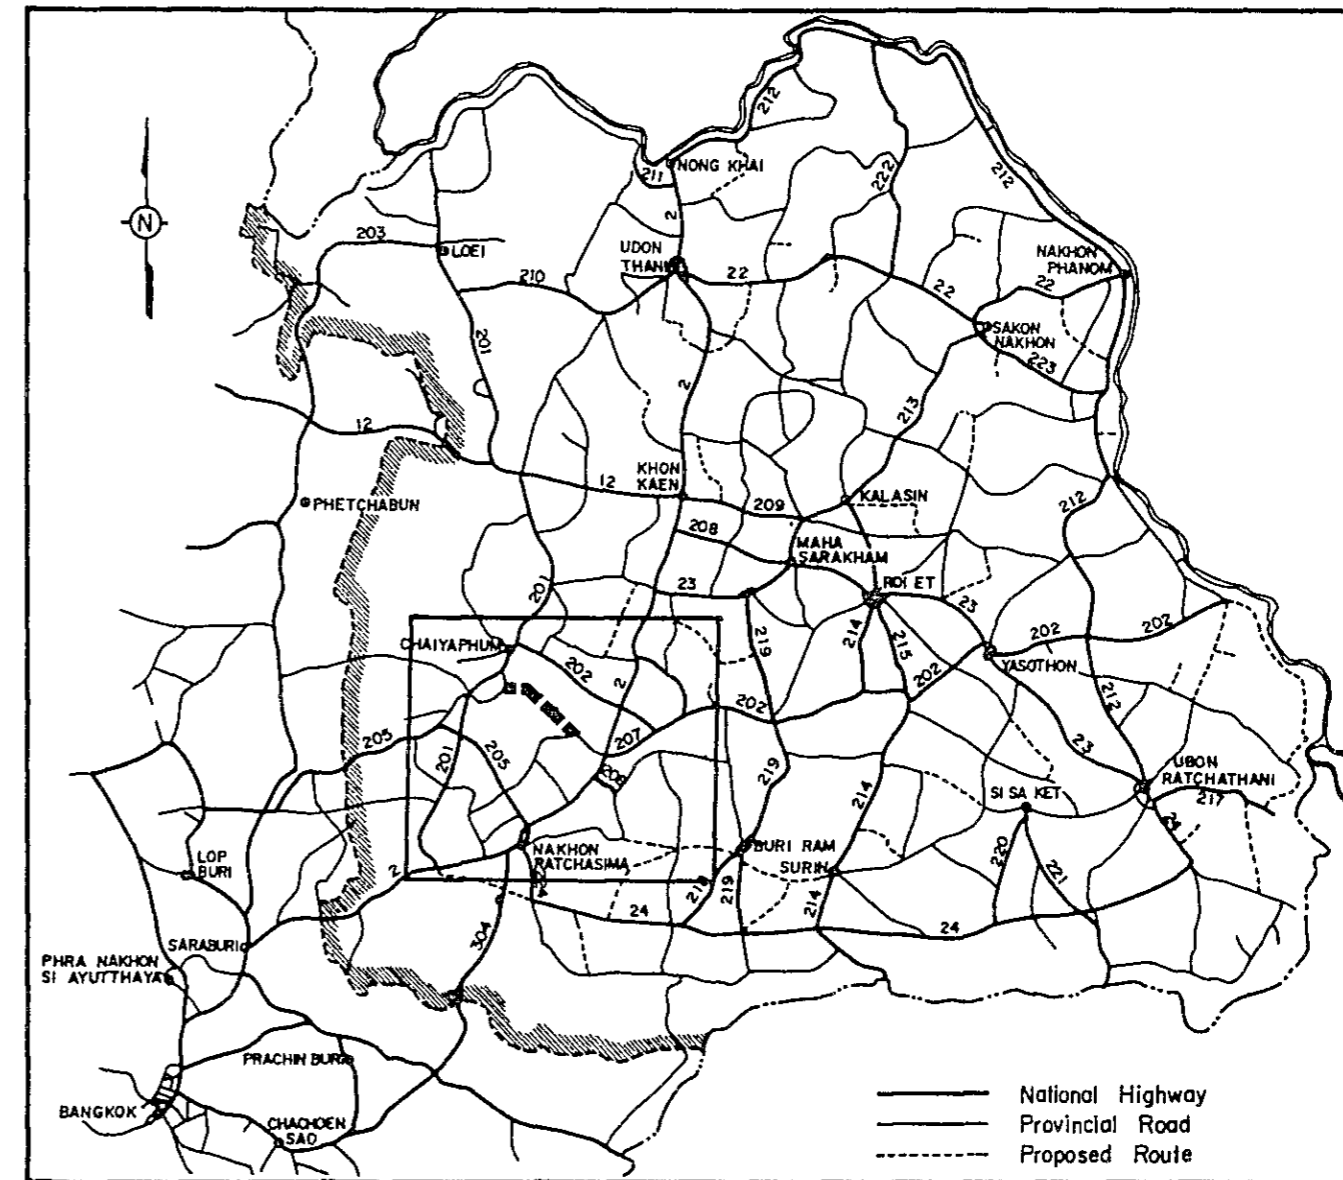 212
NONG KHAI
211
222
212
2
203
LOEI
UDON
THANI
NAKHON
PHANOM
210
22
22
22
N
201
SAKON
NAKHON
223
2
213
12
KHON
KAEN
12
209
KALASIN
212
PHETCHABUN
208
MAHA
SARAKHAM
201
23
ROI ET
23
202
202
CHAIYAPHUM
219
214
215
202
YASOTHON
202
2
212
202
207
205
201
205
23
219
214
UBON
RATCHATHANI
217
SI SA KET
220
221
24
NAKHON
RATCHASIMA
224
BURI RAM
SURIN
LOP
BURI
2
218
219
214
24
24
304
SARABURI
PHRA NAKHON
SI AYUTTHAYA
PRACHIN BURI
BANGKOK
CHACHOEN
SAO
National Highway
Provincial Road
Proposed Route